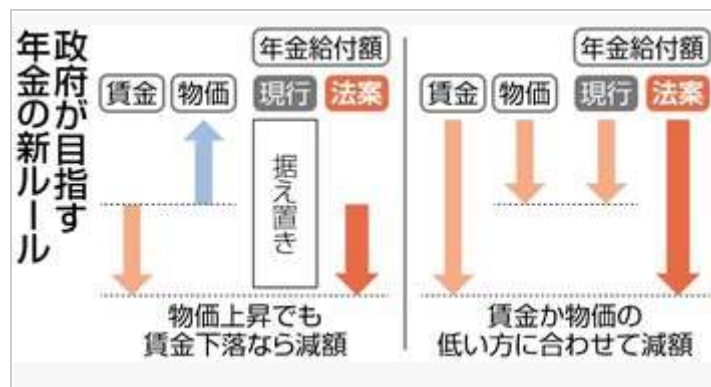 政府が目指す
年金の新ルール
年金給付額
賃金 物価 現行 法案
据え置き
物価上昇でも
賃金下落なら減額
年金給付額
賃金 物価 現行 法案
賃金か物価の
低い方に合わせて減額